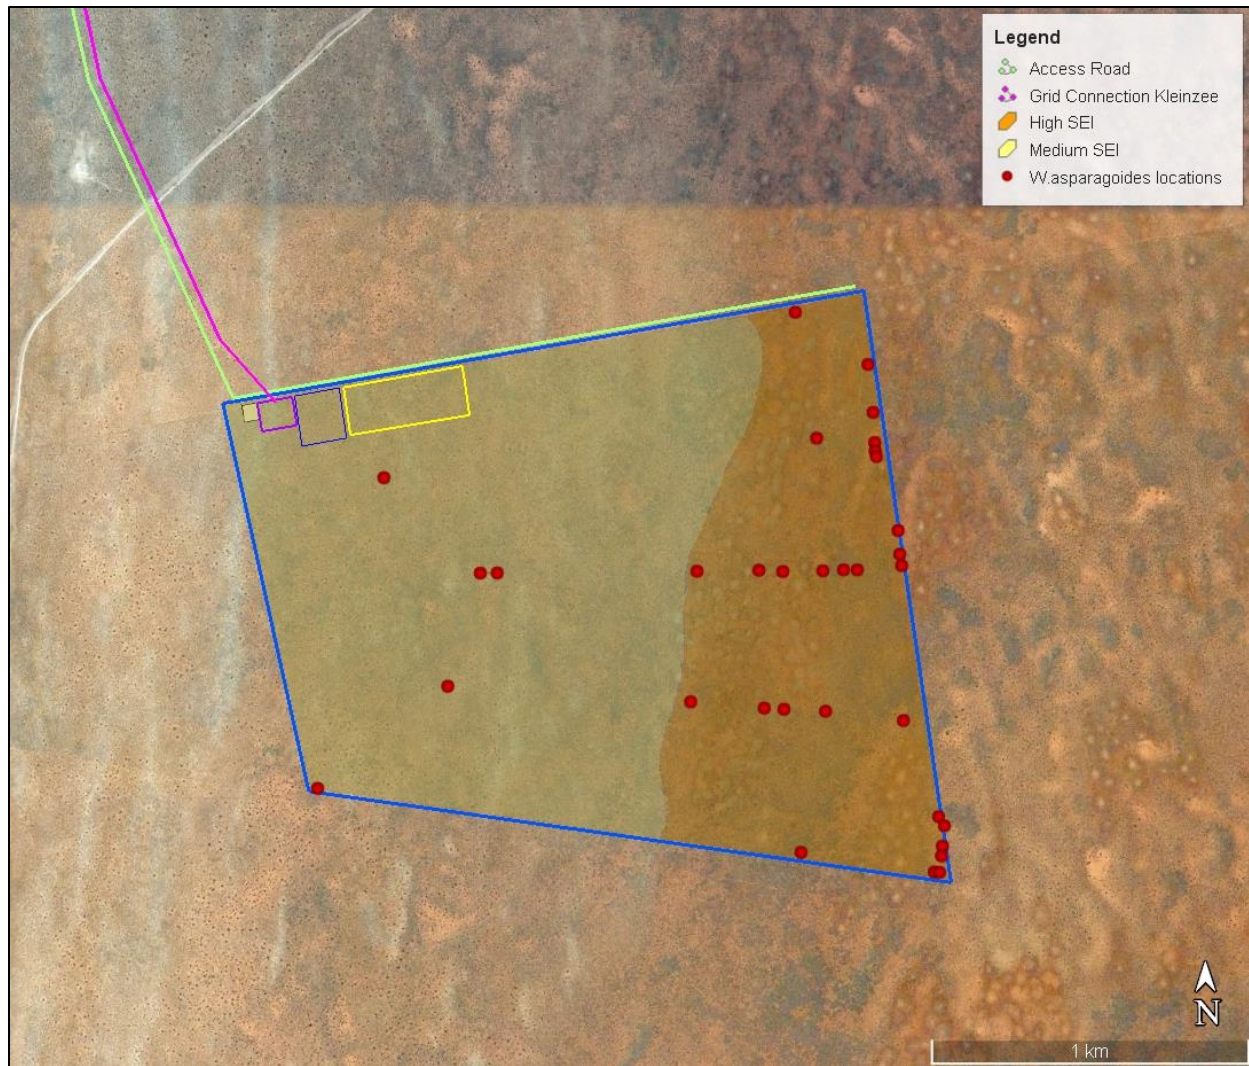 Legend
Access Road
Grid Connection Kleinzee
High SEI
Medium SEI
W.asparagoides locations
N
1 km